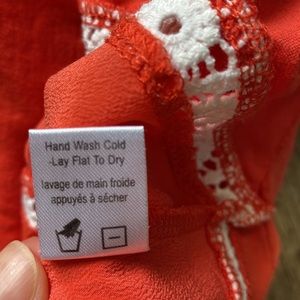 Hand Wash Cold
-Lay Flat To Dry
lavage de main froide
appuyés à sécher